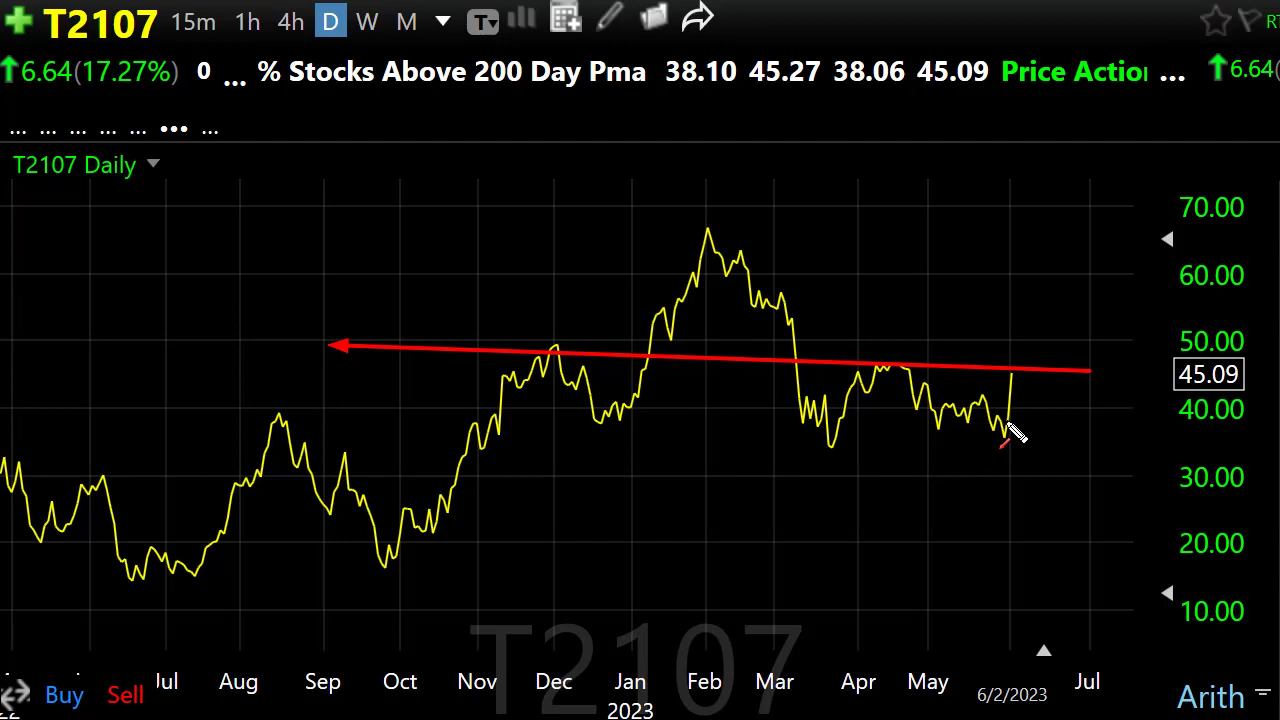 T2107 15m 1h 4h D W M T RT
6.64(17.27%) 0 ... % Stocks Above 200 Day Pma 38.10 45.27 38.06 45.09 Price Action ... 6.64(
... ... ... ... ... ... ...
T2107 Daily
70.00
60.00
50.00
45.09
40.00
30.00
20.00
10.00
T2107
Buy Sell Jul Aug Sep Oct Nov Dec Jan Feb Mar Apr May 6/2/2023 Jul Arith
22 2023